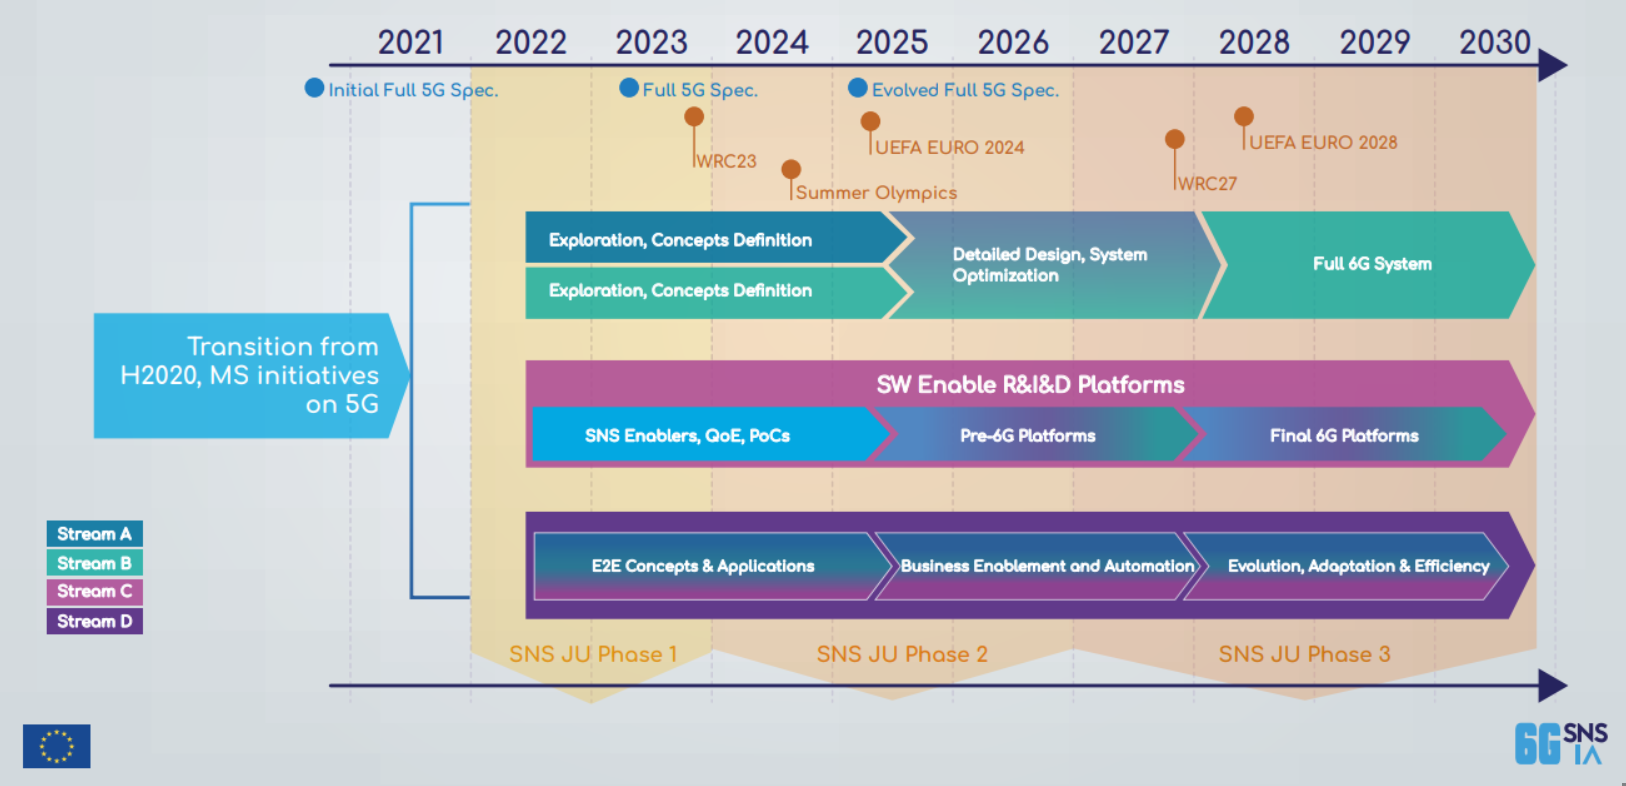 2021 2022 2023 2024 2025 2026 2027 2028 2029 2030
Initial Full 5G Spec.
Full 5G Spec.
Evolved Full 5G Spec.
WRC23
Summer Olympics
UEFA EURO 2024
WRC27
UEFA EURO 2028
Exploration, Concepts Definition
Exploration, Concepts Definition
Detailed Design, System
Optimization
Full 6G System
Transition from
H2020, MS initiatives
on 5G
SW Enable R&I&D Platforms
SNS Enablers, QoE, PoCs
Pre-6G Platforms
Final 6G Platforms
Stream A
Stream B
Stream C
Stream D
E2E Concepts & Applications
Business Enablement and Automation
Evolution, Adaptation & Efficiency
SNS JU Phase 1
SNS JU Phase 2
SNS JU Phase 3
6G SNS
IA